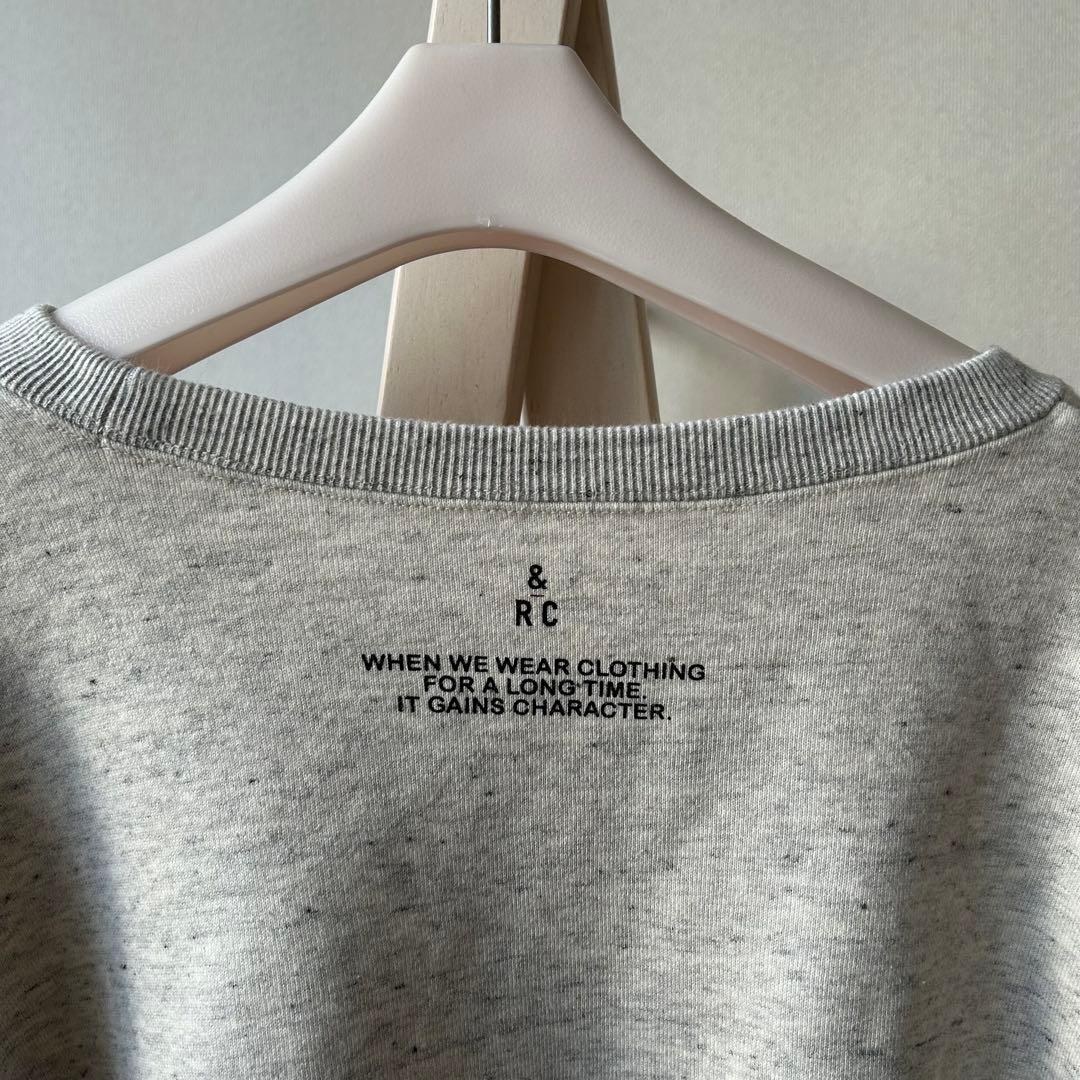 &
RC
WHEN WE WEAR CLOTHING
FOR A LONG TIME.
IT GAINS CHARACTER.